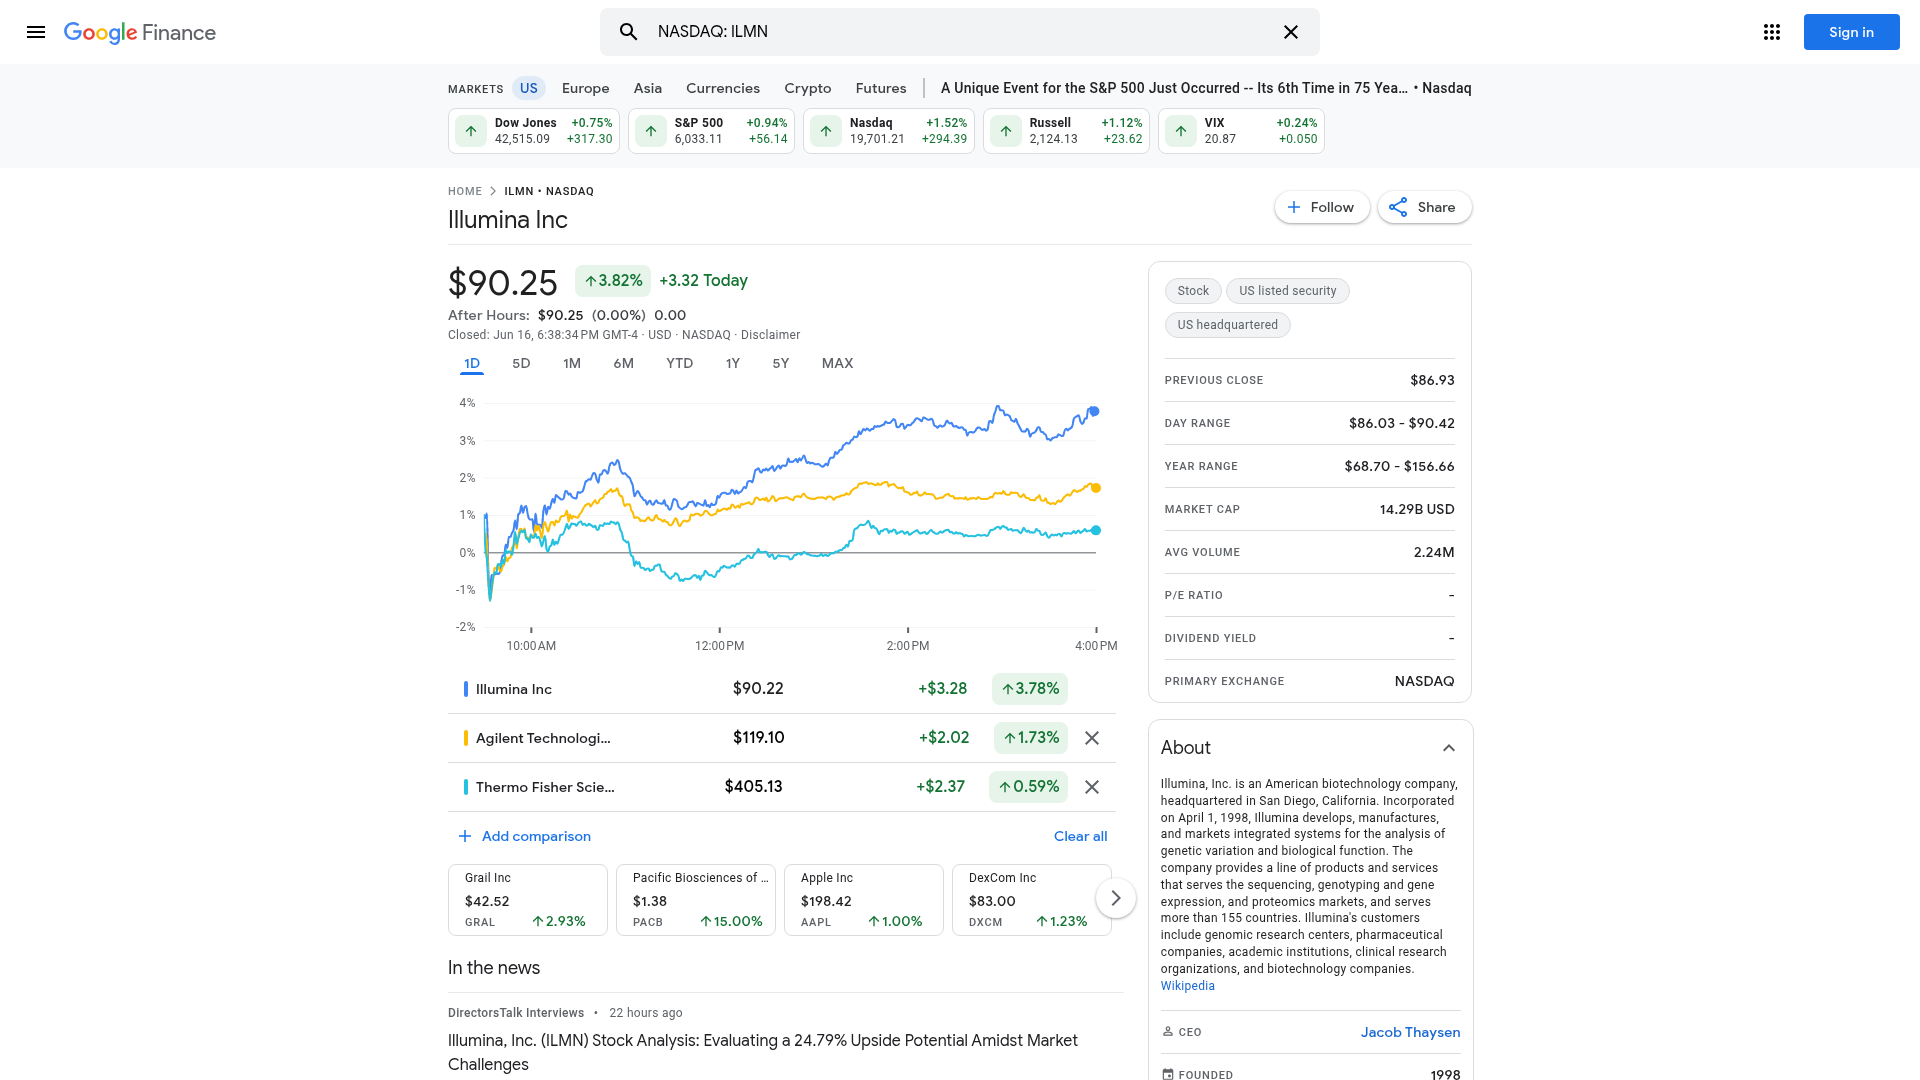 Google Finance
NASDAQ: ILMN
Sign in
MARKETS US Europe Asia Currencies Crypto Futures A Unique Event for the S&P 500 Just Occurred -- Its 6th Time in 75 Yea… • Nasdaq
Dow Jones +0.75%
42,515.09 +317.30
S&P 500 +0.94%
6,033.11 +56.14
Nasdaq +1.52%
19,701.21 +294.39
Russell +1.12%
2,124.13 +23.62
VIX +0.24%
20.87 +0.050
HOME ILMN • NASDAQ
Illumina Inc
Follow
Share
$90.25 3.82% +3.32 Today
After Hours: $90.25 (0.00%) 0.00
Closed: Jun 16, 6:38:34 PM GMT-4 · USD · NASDAQ · Disclaimer
1D 5D 1M 6M YTD 1Y 5Y MAX
4%
3%
2%
1%
0%
-1%
-2%
10:00 AM 12:00 PM 2:00 PM 4:00 PM
Illumina Inc $90.22 +$3.28 3.78%
Agilent Technologi... $119.10 +$2.02 1.73%
Thermo Fisher Scie... $405.13 +$2.37 0.59%
Add comparison Clear all
Grail Inc
$42.52
GRAL 2.93%
Pacific Biosciences of …
$1.38
PACB 15.00%
Apple Inc
$198.42
AAPL 1.00%
DexCom Inc
$83.00
DXCM 1.23%
In the news
DirectorsTalk Interviews • 22 hours ago
Illumina, Inc. (ILMN) Stock Analysis: Evaluating a 24.79% Upside Potential Amidst Market
Challenges
Stock US listed security
US headquartered
PREVIOUS CLOSE $86.93
DAY RANGE $86.03 - $90.42
YEAR RANGE $68.70 - $156.66
MARKET CAP 14.29B USD
AVG VOLUME 2.24M
P/E RATIO -
DIVIDEND YIELD -
PRIMARY EXCHANGE NASDAQ
About
Illumina, Inc. is an American biotechnology company,
headquartered in San Diego, California. Incorporated
on April 1, 1998, Illumina develops, manufactures,
and markets integrated systems for the analysis of
genetic variation and biological function. The
company provides a line of products and services
that serves the sequencing, genotyping and gene
expression, and proteomics markets, and serves
more than 155 countries. Illumina's customers
include genomic research centers, pharmaceutical
companies, academic institutions, clinical research
organizations, and biotechnology companies.
Wikipedia
CEO Jacob Thaysen
FOUNDED 1998